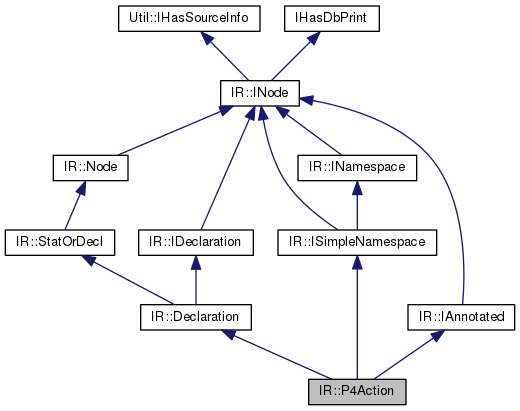 Util::IHasSourceInfo
IHasDbPrint
IR::INode
IR::Node
IR::INamespace
IR::StatOrDecl
IR::IDeclaration
IR::ISimpleNamespace
IR::Declaration
IR::IAnnotated
IR::P4Action